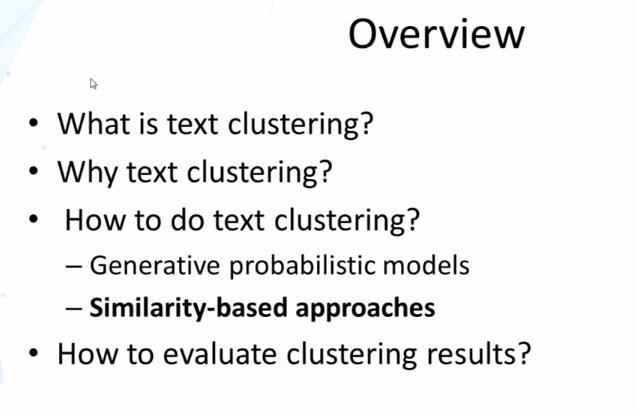 Overview
• What is text clustering?
• Why text clustering?
• How to do text clustering?
– Generative probabilistic models
– Similarity-based approaches
• How to evaluate clustering results?